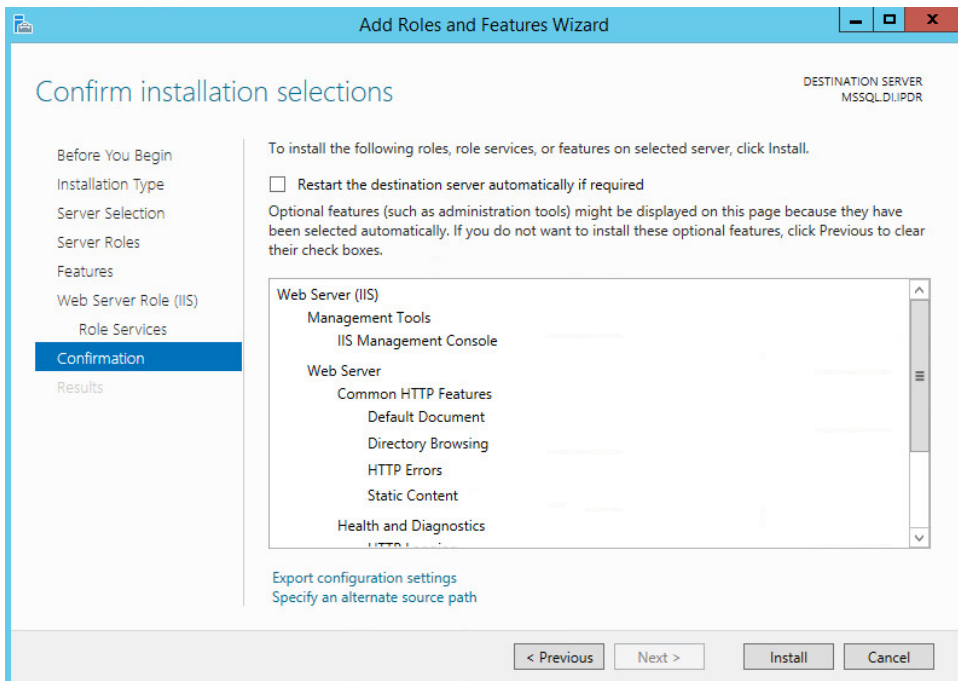 Add Roles and Features Wizard
Confirm installation selections
DESTINATION SERVER
MSSQL.DI.IPDR
Before You Begin
Installation Type
Server Selection
Server Roles
Features
Web Server Role (IIS)
Role Services
Confirmation
Results
To install the following roles, role services, or features on selected server, click Install.
Restart the destination server automatically if required
Optional features (such as administration tools) might be displayed on this page because they have
been selected automatically. If you do not want to install these optional features, click Previous to clear
their check boxes.
Web Server (IIS)
Management Tools
IIS Management Console
Web Server
Common HTTP Features
Default Document
Directory Browsing
HTTP Errors
Static Content
Health and Diagnostics
Export configuration settings
Specify an alternate source path
< Previous
Next >
Install
Cancel